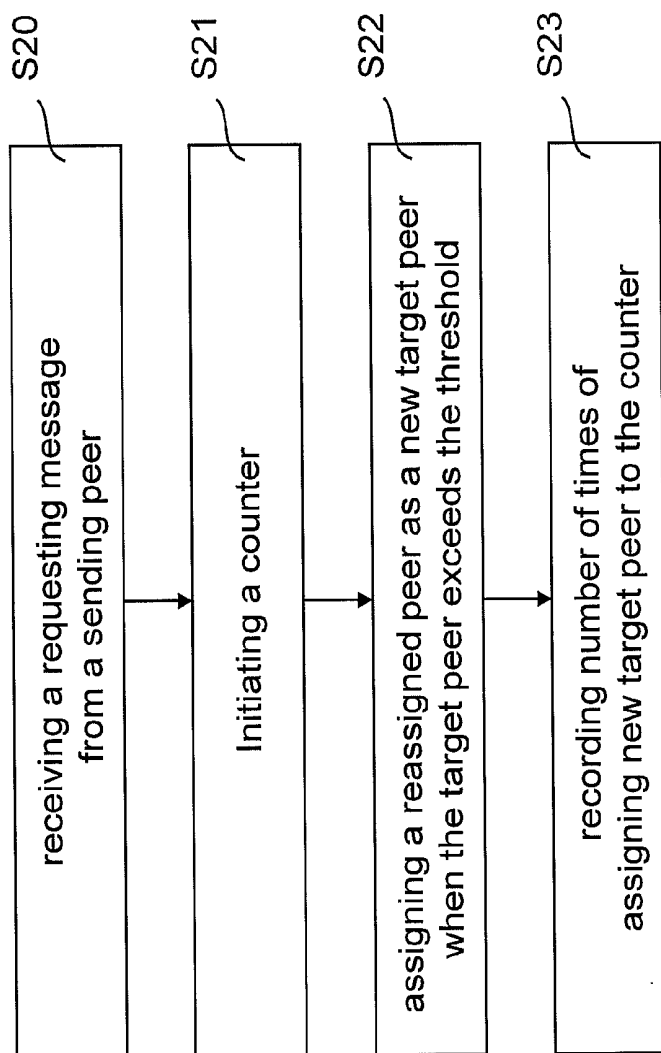 S20
receiving a requesting message
from a sending peer
S21
Initiating a counter
S22
assigning a reassigned peer as a new target peer
when the target peer exceeds the threshold
S23
recording number of times of
assigning new target peer to the counter